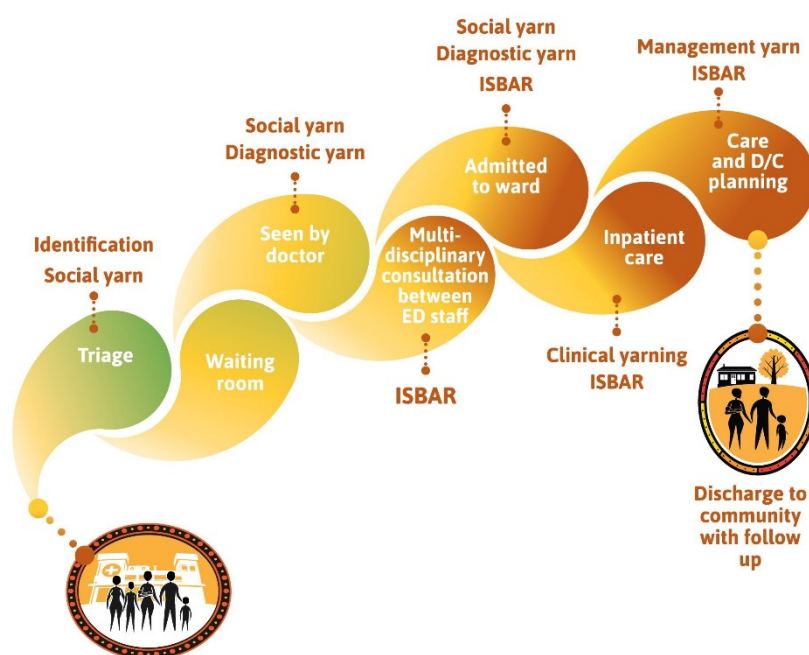 Identification
Social yarn
Triage
Waiting
room
Social yarn
Diagnostic yarn
Seen by
doctor
Multi-
disciplinary
consultation
between
ED staff
ISBAR
Social yarn
Diagnostic yarn
ISBAR
Admitted
to ward
Inpatient
care
Clinical yarning
ISBAR
Management yarn
ISBAR
Care
and D/C
planning
Discharge to
community
with follow
up